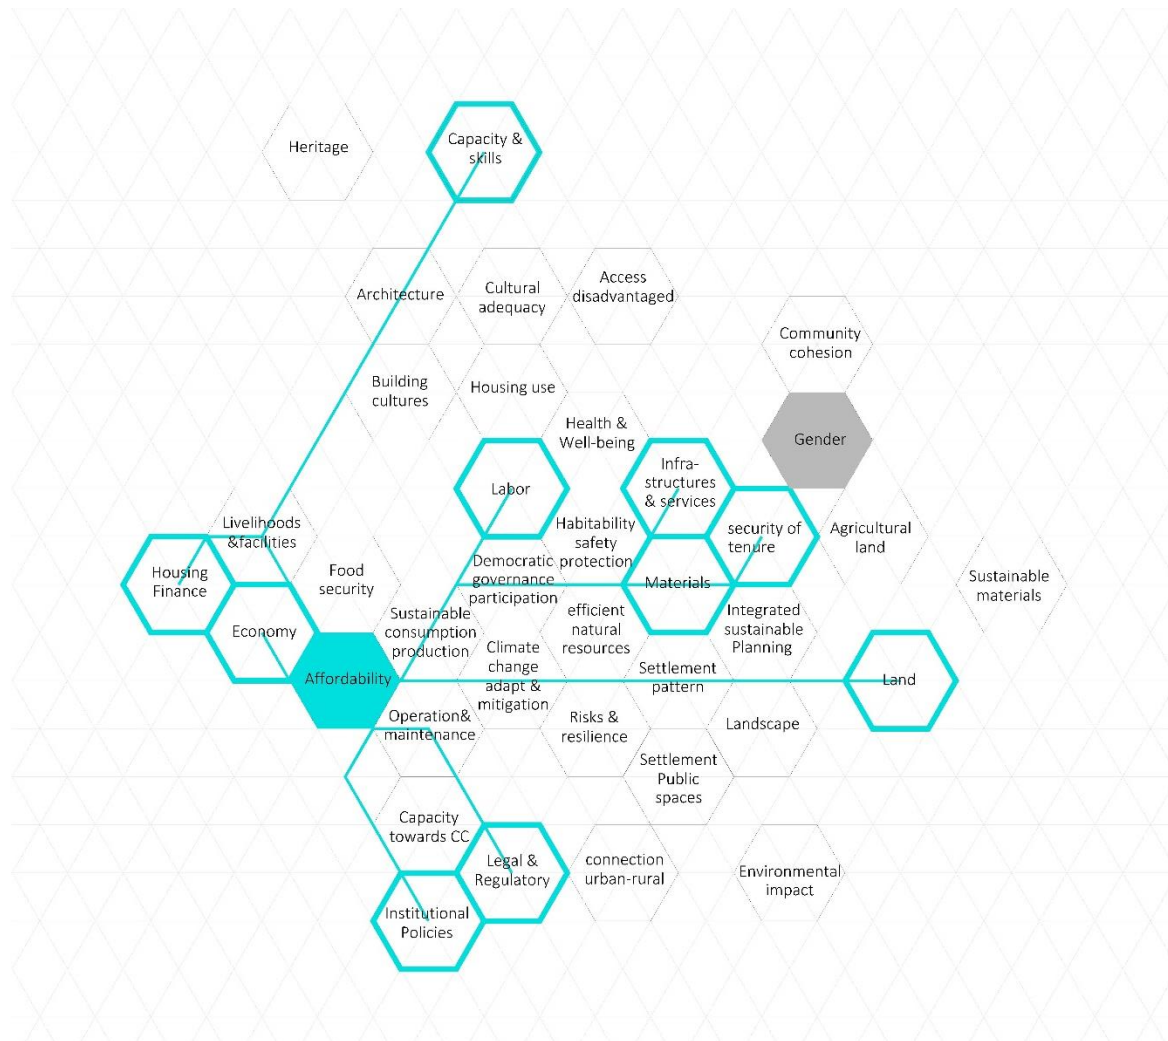 Heritage
Capacity &
skills
Architecture
Cultural
adequacy
Access
disadvantaged
Community
cohesion
Building
cultures
Housing use
Health &
Well-being
Gender
Infra-
structures
& services
Labor
Livelihoods
&facilities
Habitability
safety
protection
security of
tenure
Agricultural
land
Housing
Finance
Food
security
Democratic
governance
participation
Materials
Sustainable
materials
Economy
Sustainable
consumption
production
efficient
natural
resources
Integrated
sustainable
Planning
Affordability
Climate
change
adapt &
mitigation
Settlement
pattern
Land
Operation&
maintenance
Risks &
resilience
Landscape
Settlement
Public
spaces
Capacity
towards CC
Legal &
Regulatory
connection
urban-rural
Environmental
impact
Institutional
Policies